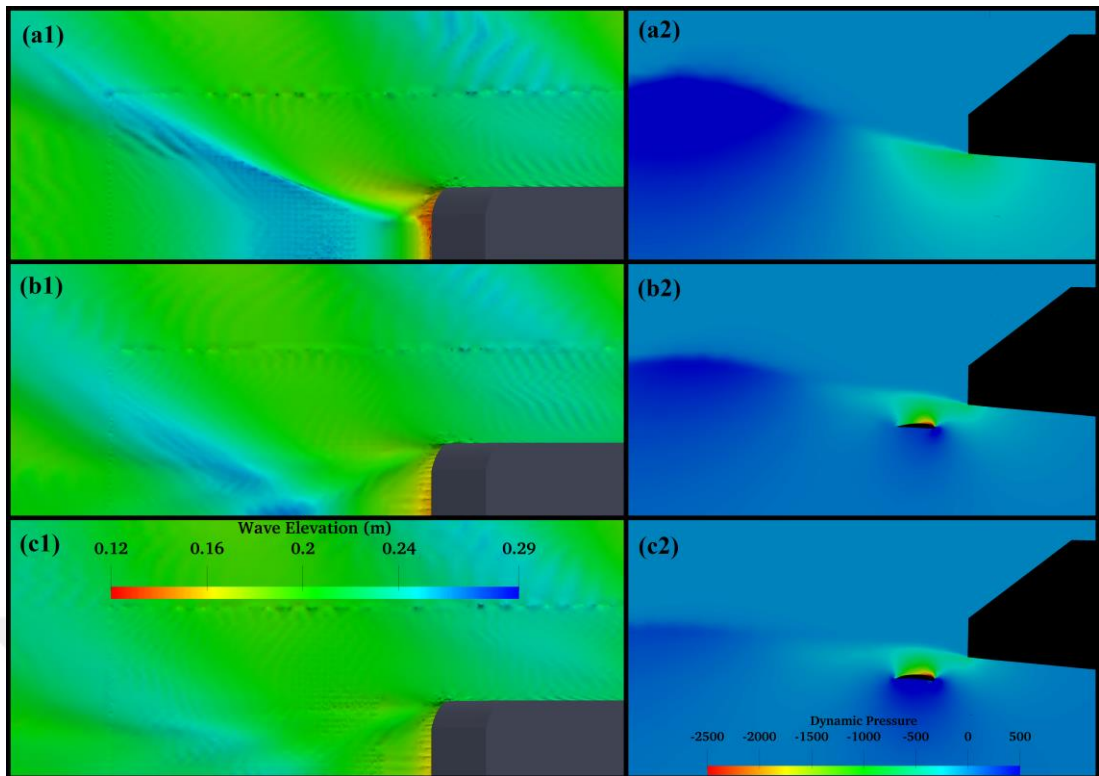 (a1)
(a2)
(b1)
(b2)
(c1)
Wave Elevation (m)
0.12 0.16 0.2 0.24 0.29
(c2)
Dynamic Pressure
-2500 -2000 -1500 -1000 -500 0 500